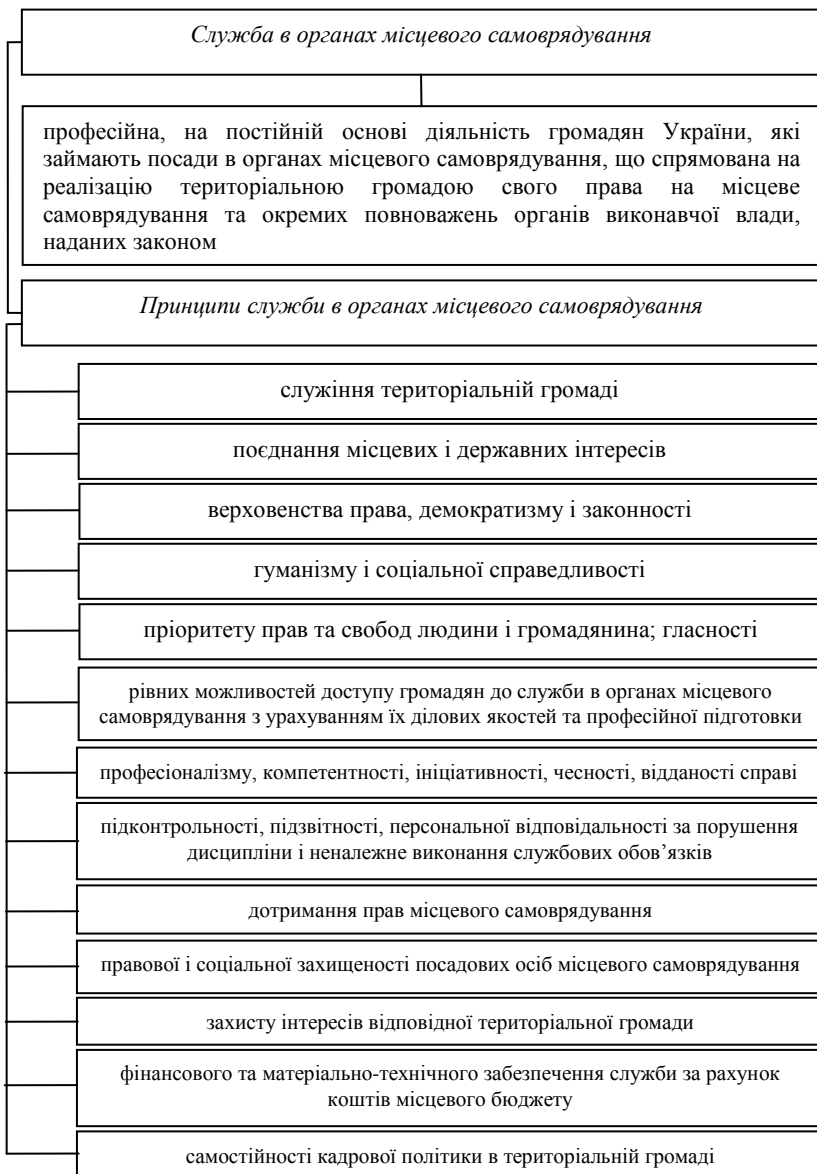 Служба в органах місцевого самоврядування
професійна, на постійній основі діяльність громадян України, які
займають посади в органах місцевого самоврядування, що спрямована на
реалізацію територіальною громадою свого права на місцеве
самоврядування та окремих повноважень органів виконавчої влади,
наданих законом
Принципи служби в органах місцевого самоврядування
служіння територіальній громаді
поєднання місцевих і державних інтересів
верховенства права, демократизму і законності
гуманізму і соціальної справедливості
пріоритету прав та свобод людини і громадянина; гласності
рівних можливостей доступу громадян до служби в органах місцевого
самоврядування з урахуванням їх ділових якостей та професійної підготовки
професіоналізму, компетентності, ініціативності, чесності, відданості справі
підконтрольності, підзвітності, персональної відповідальності за порушення
дисципліни і неналежне виконання службових обов’язків
дотримання прав місцевого самоврядування
правової і соціальної захищеності посадових осіб місцевого самоврядування
захисту інтересів відповідної територіальної громади
фінансового та матеріально-технічного забезпечення служби за рахунок
коштів місцевого бюджету
самостійності кадрової політики в територіальній громаді